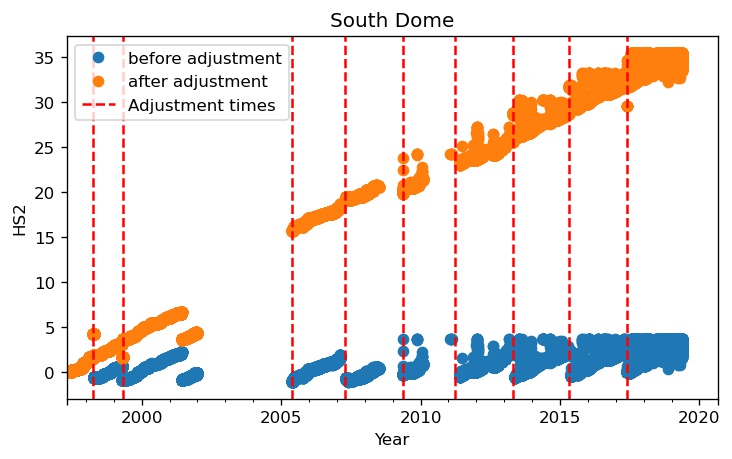 South Dome
before adjustment
after adjustment
Adjustment times
HS2
35
30
25
20
15
10
5
0
2000
2005
2010
2015
2020
Year